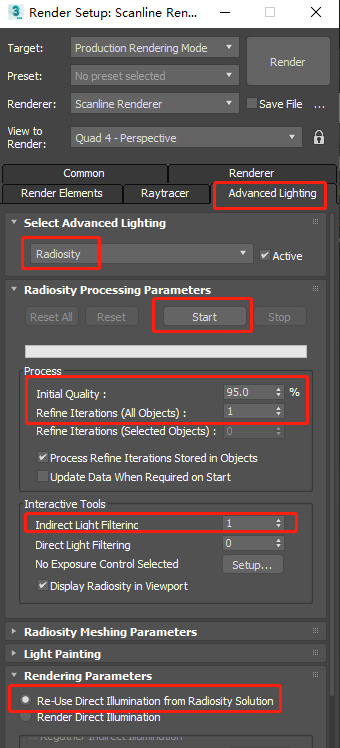 3 Render Setup: Scanline Ren...
Target: Production Rendering Mode
Render
Preset: No preset selected
Renderer: Scanline Renderer
Save File ...
View to Render: Quad 4 - Perspective
Common Renderer
Render Elements Raytracer Advanced Lighting
Select Advanced Lighting
Radiosity Active
Radiosity Processing Parameters
Reset All Reset Start Stop
Process
Initial Quality : 95.0 %
Refine Iterations (All Objects) : 1
Refine Iterations (Selected Objects) : 0
Process Refine Iterations Stored in Objects
Update Data When Required on Start
Interactive Tools
Indirect Light Filtering 1
Direct Light Filtering 0
No Exposure Control Selected Setup...
Display Radiosity in Viewport
Radiosity Meshing Parameters
Light Painting
Rendering Parameters
Re-Use Direct Illumination from Radiosity Solution
Render Direct Illumination
Regather Indirect Illumination